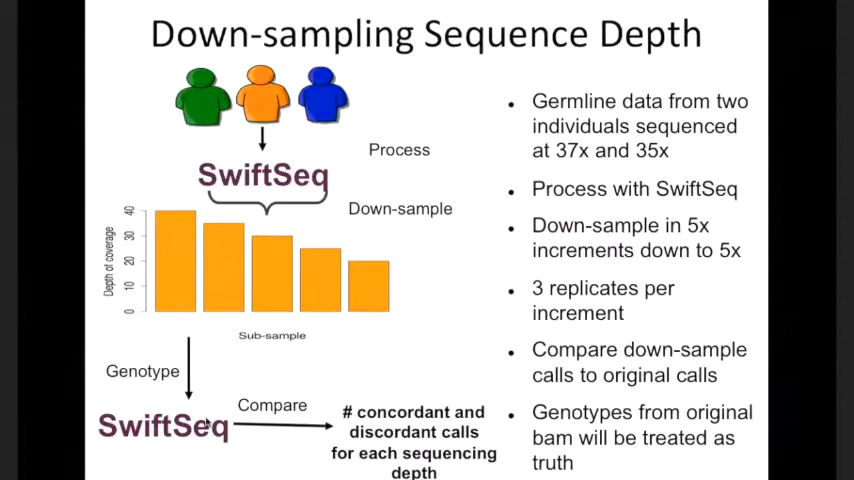 Down-sampling Sequence Depth
Process
SwiftSeq
Down-sample
Depth of coverage
40
30
20
10
0
Sub-sample
Genotype
SwiftSeq
Compare
# concordant and
discordant calls
for each sequencing
depth
• Germline data from two
individuals sequenced
at 37x and 35x
• Process with SwiftSeq
• Down-sample in 5x
increments down to 5x
• 3 replicates per
increment
• Compare down-sample
calls to original calls
• Genotypes from original
bam will be treated as
truth